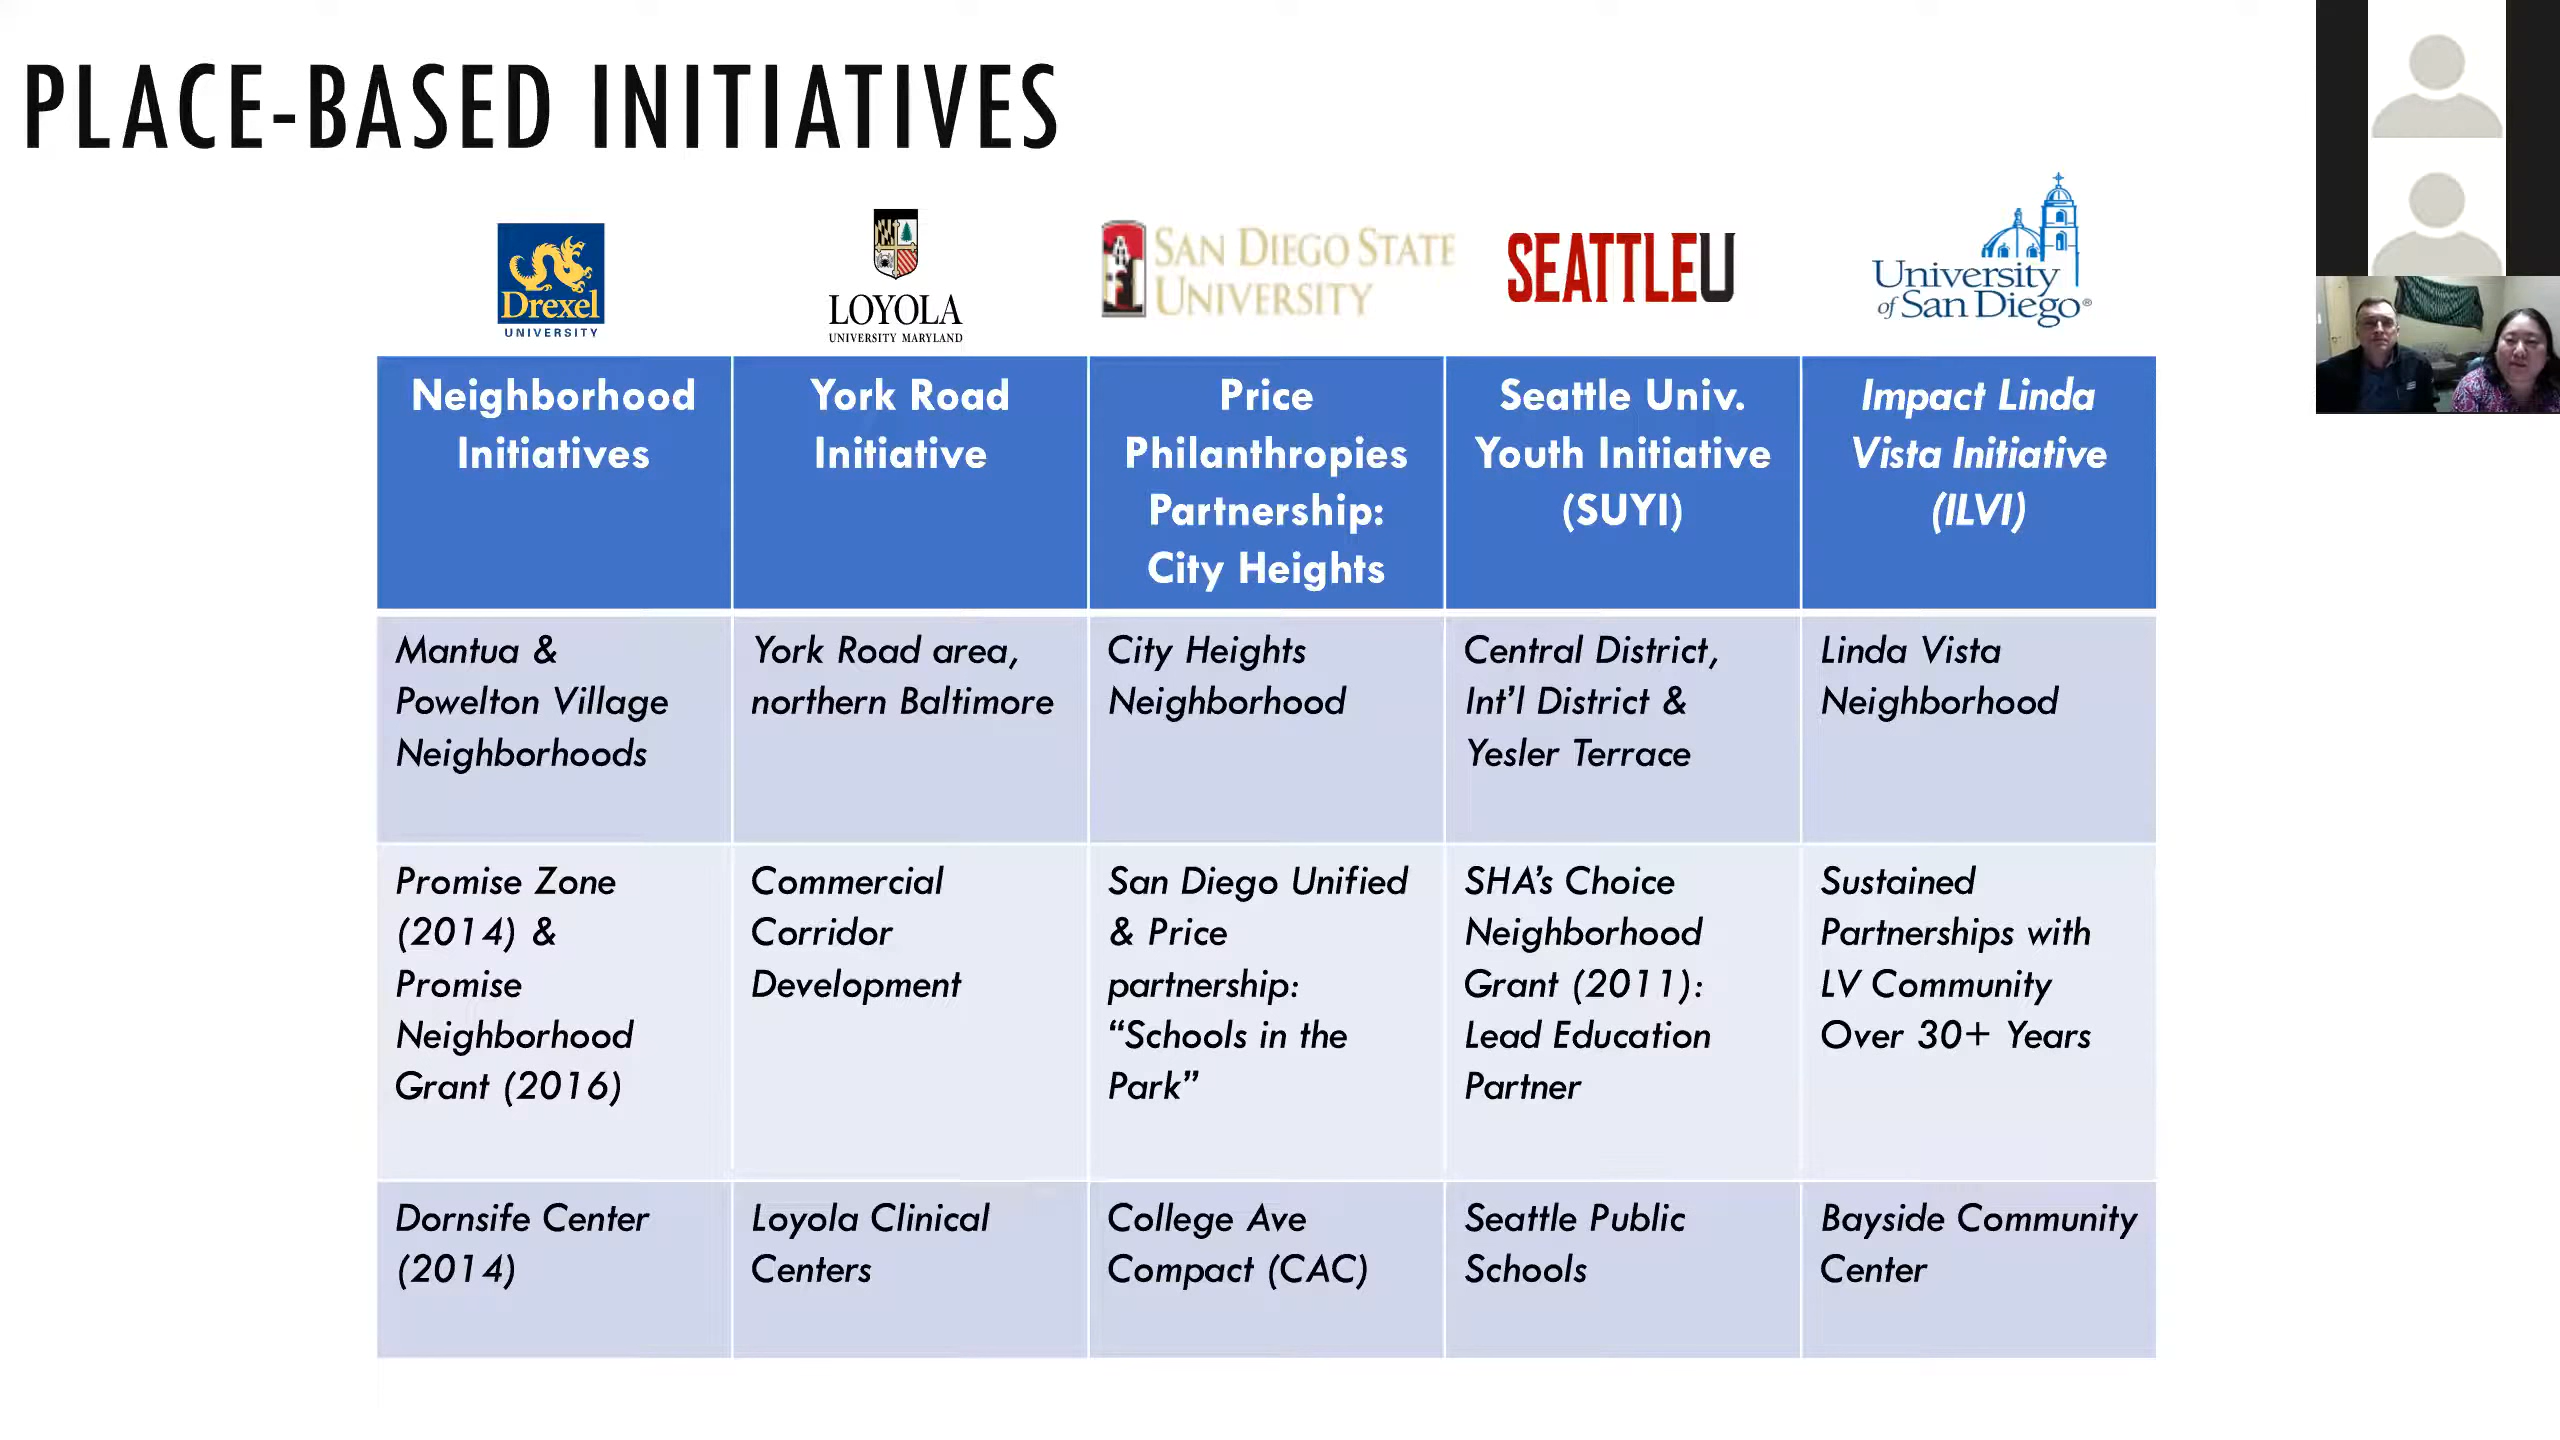 PLACE-BASED INITIATIVES
Drexel
UNIVERSITY
LOYOLA
UNIVERSITY MARYLAND
SAN DIEGO STATE
UNIVERSITY
SEATTLEU
University
of San Diego®
Neighborhood
Initiatives
York Road
Initiative
Price
Philanthropies
Partnership:
City Heights
Seattle Univ.
Youth Initiative
(SUYI)
Impact Linda
Vista Initiative
(ILVI)
Mantua &
Powelton Village
Neighborhoods
York Road area,
northern Baltimore
City Heights
Neighborhood
Central District,
Int’l District &
Yesler Terrace
Linda Vista
Neighborhood
Promise Zone
(2014) &
Promise
Neighborhood
Grant (2016)
Commercial
Corridor
Development
San Diego Unified
& Price
partnership:
“Schools in the
Park”
SHA’s Choice
Neighborhood
Grant (2011):
Lead Education
Partner
Sustained
Partnerships with
LV Community
Over 30+ Years
Dornsife Center
(2014)
Loyola Clinical
Centers
College Ave
Compact (CAC)
Seattle Public
Schools
Bayside Community
Center